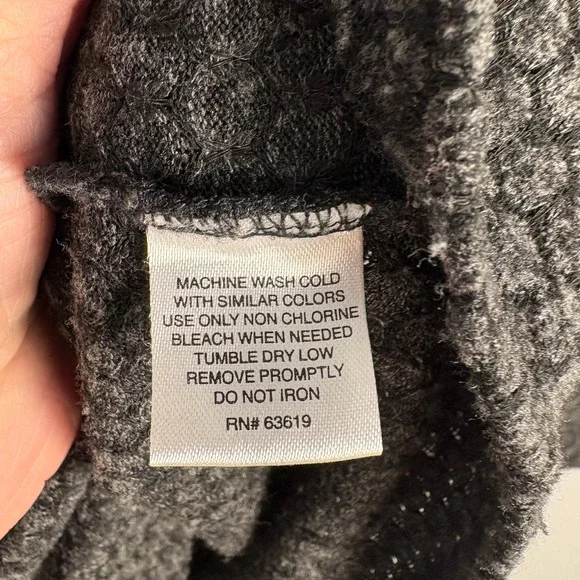 MACHINE WASH COLD
WITH SIMILAR COLORS
USE ONLY NON CHLORINE
BLEACH WHEN NEEDED
TUMBLE DRY LOW
REMOVE PROMPTLY
DO NOT IRON
RN# 63619